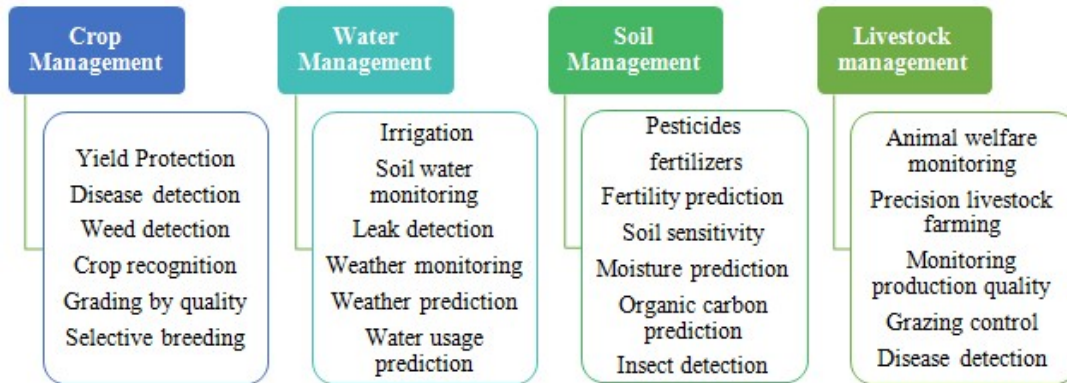 Crop
Management
Yield Protection
Disease detection
Weed detection
Crop recognition
Grading by quality
Selective breeding
Water
Management
Irrigation
Soil water
monitoring
Leak detection
Weather monitoring
Weather prediction
Water usage
prediction
Soil
Management
Pesticides
fertilizers
Fertility prediction
Soil sensitivity
Moisture prediction
Organic carbon
prediction
Insect detection
Livestock
management
Animal welfare
monitoring
Precision livestock
farming
Monitoring
production quality
Grazing control
Disease detection